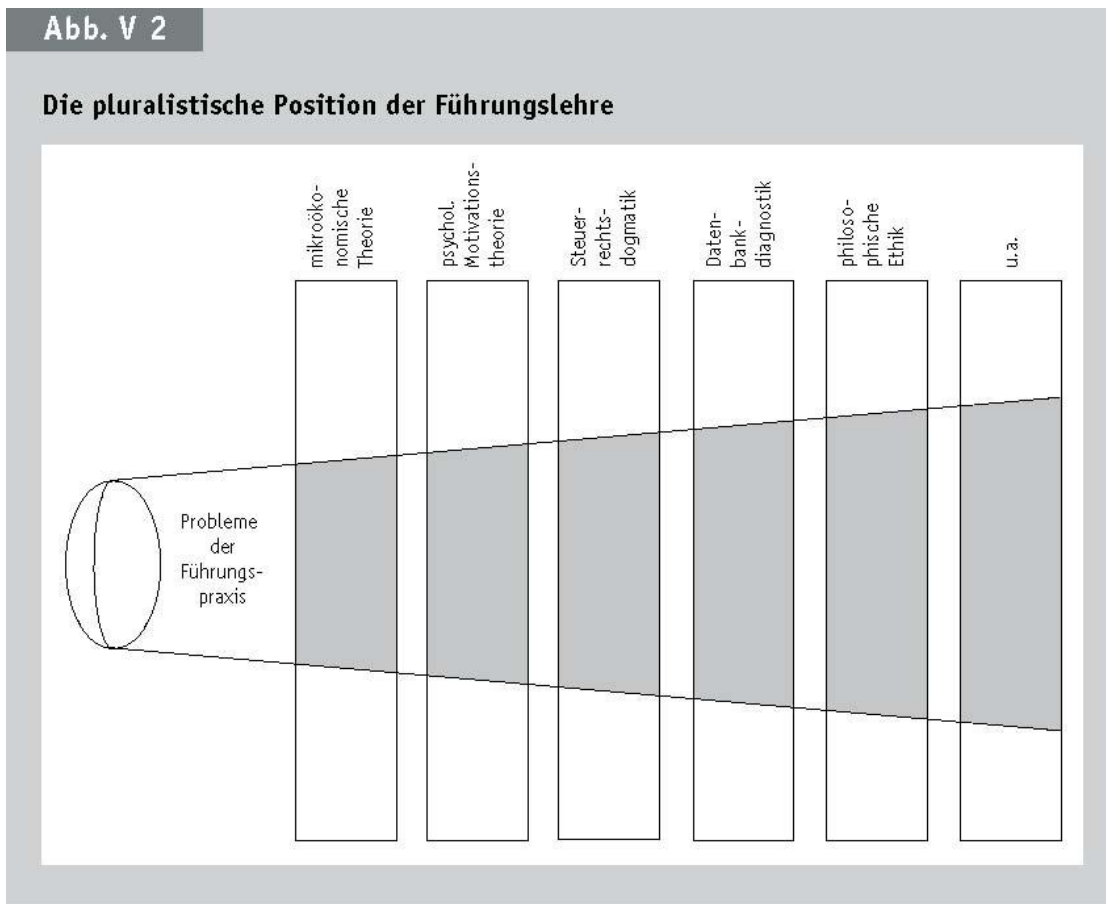 Abb. V 2
Die pluralistische Position der Führungslehre
mikroöko-
nomische
Theorie
psychol.
Motivations-
theorie
Steuer-
rechts-
dogmatik
Daten-
bank-
diagnostik
philoso-
phische
Ethik
u.a.
Probleme
der
Führungs-
praxis